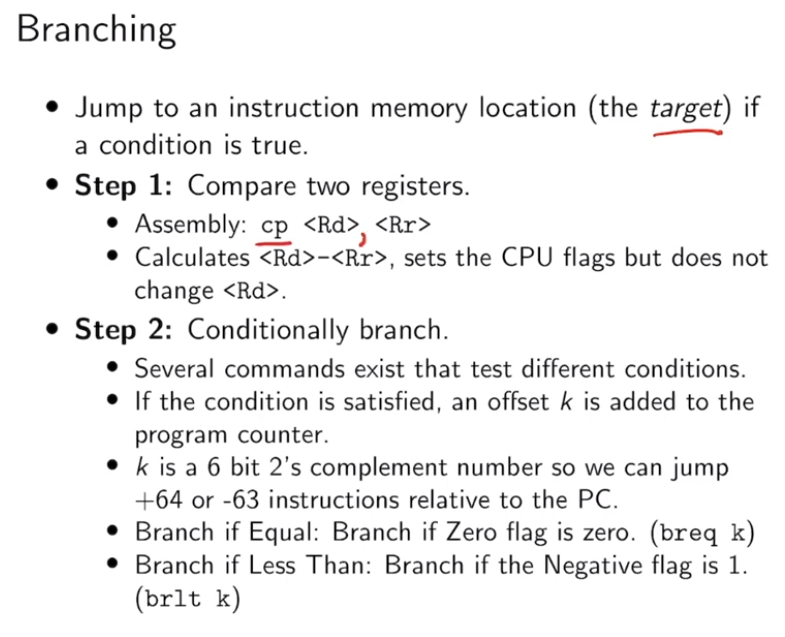 Branching
• Jump to an instruction memory location (the target) if
a condition is true.
• Step 1: Compare two registers.
• Assembly: cp <Rd>, <Rr>
• Calculates <Rd>-<Rr>, sets the CPU flags but does not
change <Rd>.
• Step 2: Conditionally branch.
• Several commands exist that test different conditions.
• If the condition is satisfied, an offset k is added to the
program counter.
• k is a 6 bit 2's complement number so we can jump
+64 or -63 instructions relative to the PC.
• Branch if Equal: Branch if Zero flag is zero. (breq k)
• Branch if Less Than: Branch if the Negative flag is 1.
(brlt k)